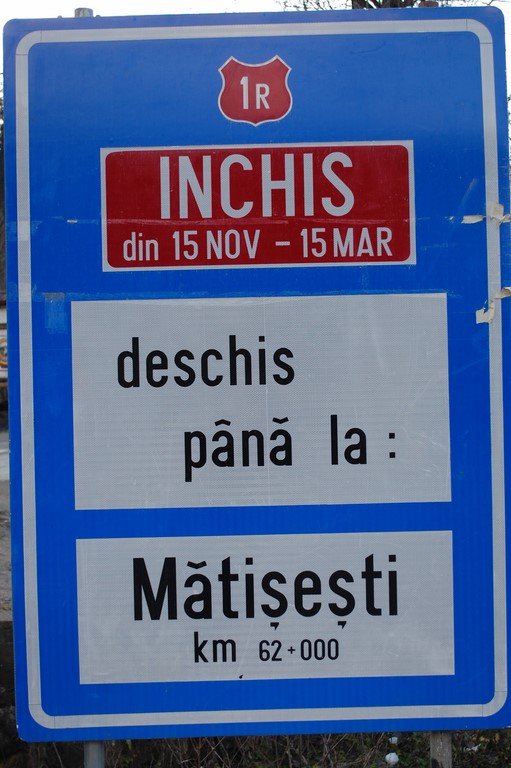 1R
INCHIS
din 15 NOV - 15 MAR
deschis
până la :
Mătișești
km 62+000